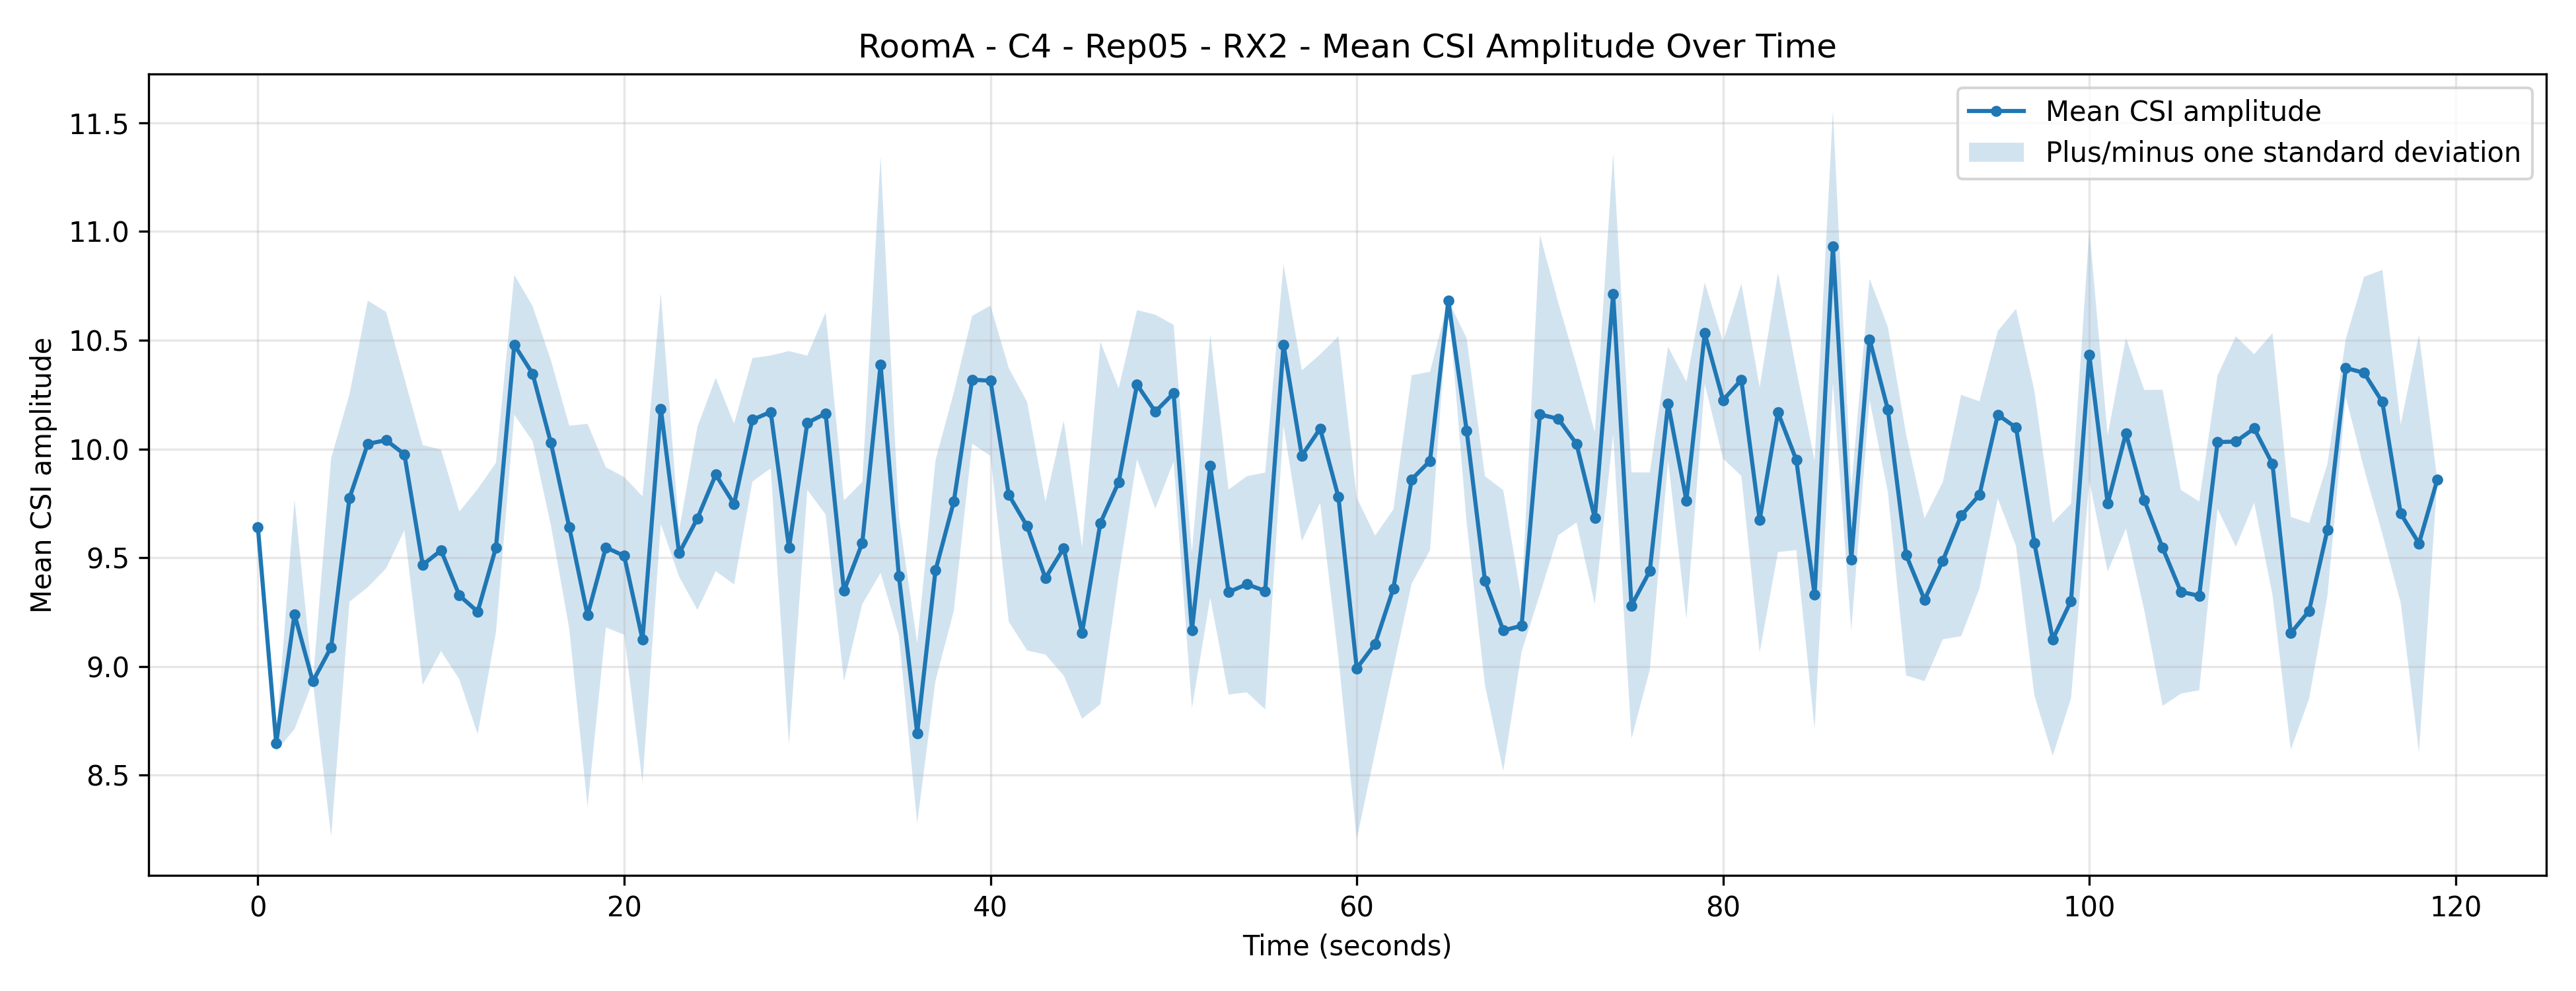 RoomA - C4 - Rep05 - RX2 - Mean CSI Amplitude Over Time
Mean CSI amplitude
Plus/minus one standard deviation
11.5
11.0
10.5
10.0
9.5
9.0
8.5
Mean CSI amplitude
0 20 40 60 80 100 120
Time (seconds)